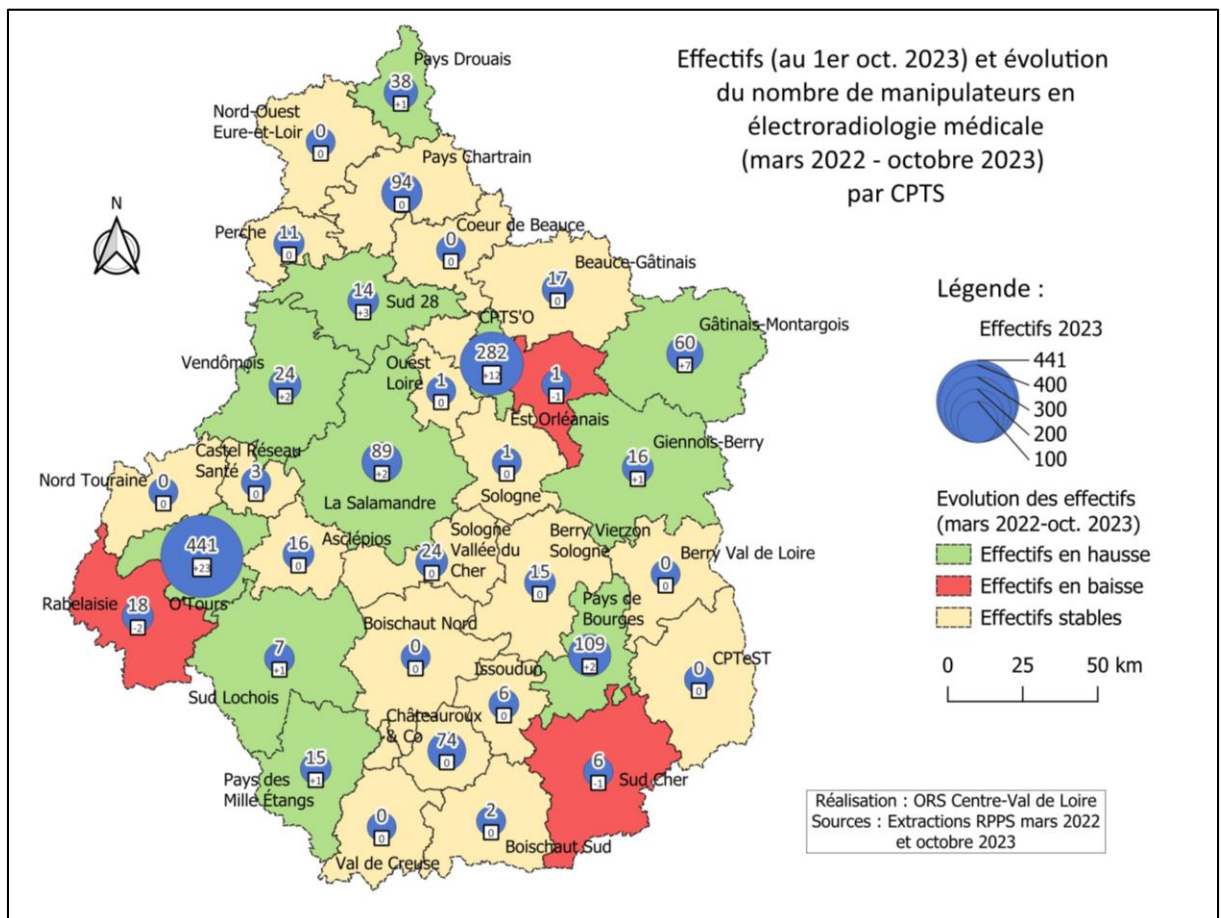 Effectifs (au 1er oct. 2023) et évolution
du nombre de manipulateurs en
électroradiologie médicale
(mars 2022 - octobre 2023)
par CPTS
N
Pays Drouais
38
+1
Nord-Ouest
Eure-et-Loir
0
0
Pays Chartrain
94
0
Perche
11
0
Coeur de Beauce
0
0
Beauce-Gâtinais
17
0
14
Sud 28
+3
CPTS'O
282
+12
Gâtinais-Montargois
60
+7
Vendômois
24
+2
Ouest
Loire
1
0
1
-1
Est Orléanais
Giennois-Berry
16
+1
89
+2
La Salamandre
Castel Réseau
Santé
3
0
1
0
Sologne
Nord Touraine
0
0
441
+23
O'Tours
Asclépios
16
0
Sologne
Vallée du
Cher
24
0
Berry Vierzon
Sologne
15
0
Berry Val de Loire
0
0
Rabelaisie
18
-2
Pays de
Bourges
109
+2
Boischaut Nord
0
0
7
+1
Sud Lochois
Issoudun
6
0
CPTeST
0
0
Châteauroux
& Co
74
0
15
+1
Pays des
Mille Étangs
6
-1
Sud Cher
0
0
Val de Creuse
2
0
Boischaut Sud
Légende :
Effectifs 2023
441
400
300
200
100
Evolution des effectifs
(mars 2022-oct. 2023)
Effectifs en hausse
Effectifs en baisse
Effectifs stables
0 25 50 km
Réalisation : ORS Centre-Val de Loire
Sources : Extractions RPPS mars 2022
et octobre 2023